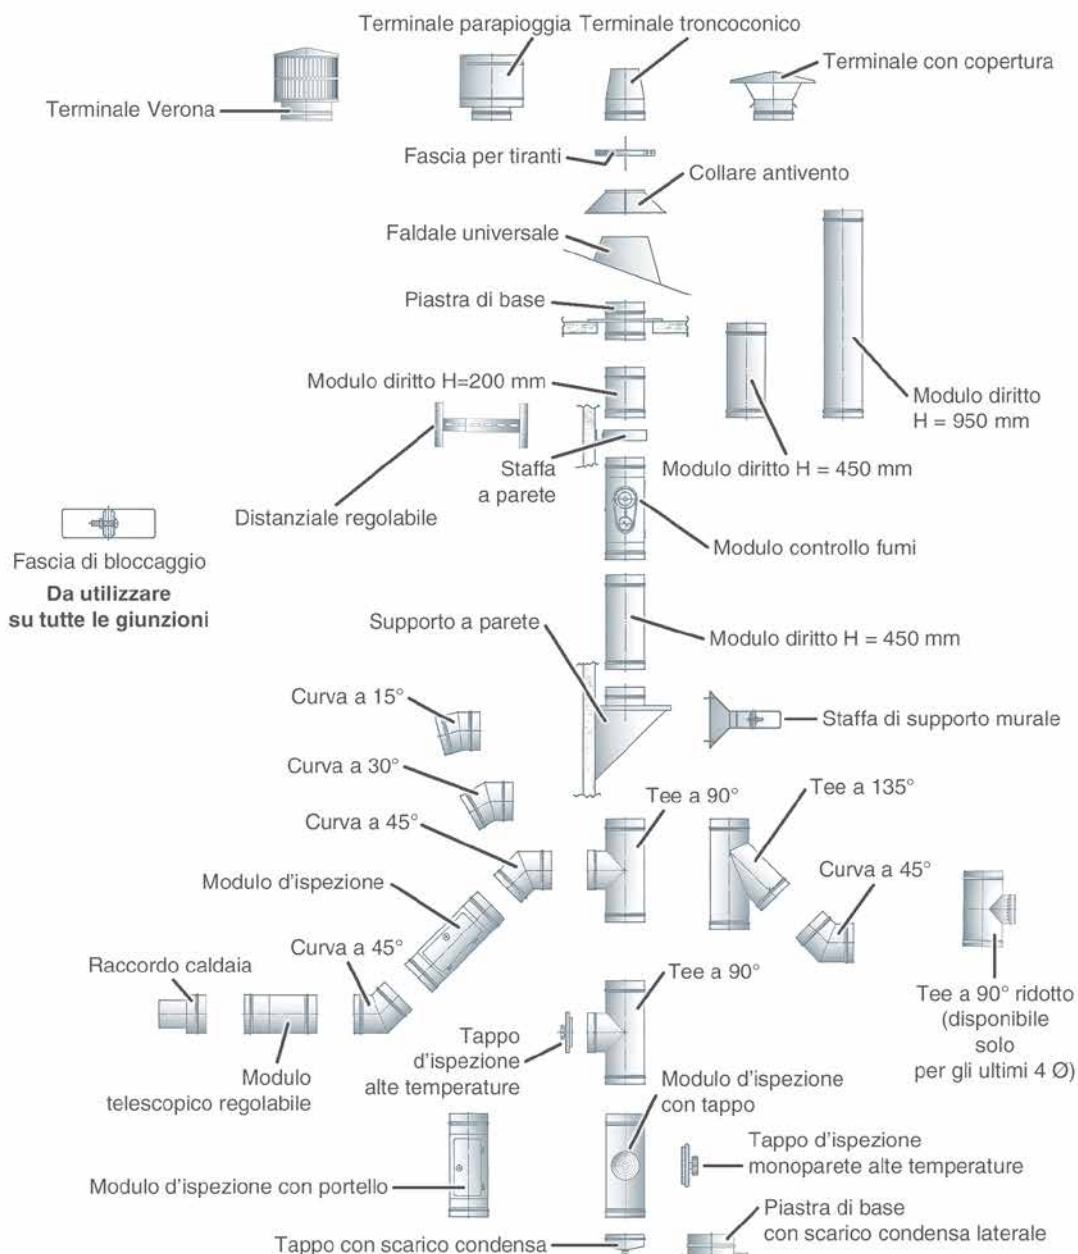 Terminale parapioggia
Terminale troncoconico
Terminale con copertura
Terminale Verona
Fascia per tiranti
Collare antivento
Faldale universale
Piastra di base
Modulo diritto H=200 mm
Modulo diritto
H = 950 mm
Staffa
a parete
Modulo diritto H = 450 mm
Distanziale regolabile
Modulo controllo fumi
Fascia di bloccaggio
Da utilizzare
su tutte le giunzioni
Supporto a parete
Modulo diritto H = 450 mm
Curva a 15°
Staffa di supporto murale
Curva a 30°
Tee a 90°
Tee a 135°
Curva a 45°
Curva a 45°
Modulo d'ispezione
Curva a 45°
Raccordo caldaia
Tee a 90°
Tee a 90° ridotto
(disponibile
solo
per gli ultimi 4 Ø)
Tappo
d'ispezione
alte temperature
Modulo
telescopico regolabile
Modulo d'ispezione
con tappo
Tappo d'ispezione
monoparete alte temperature
Modulo d'ispezione con portello
Piastra di base
con scarico condensa laterale
Tappo con scarico condensa